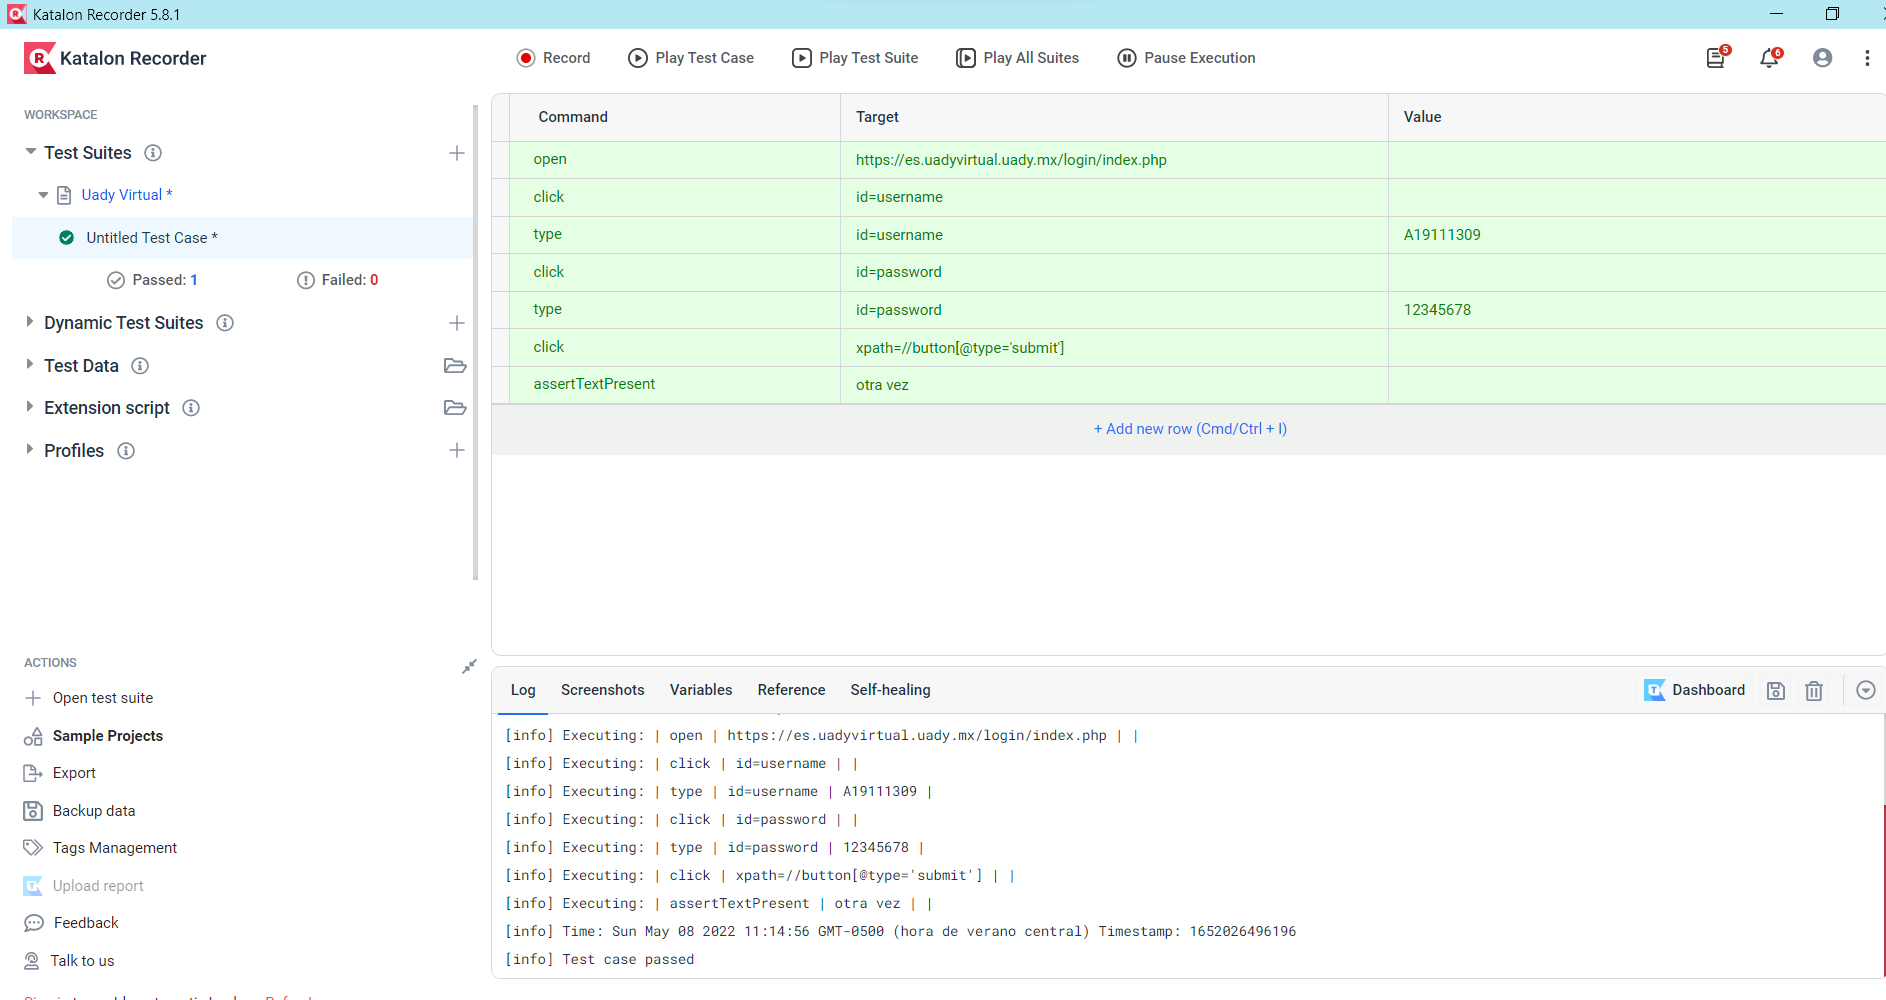 Katalon Recorder 5.8.1
Katalon Recorder
Record
Play Test Case
Play Test Suite
Play All Suites
Pause Execution
5
6
WORKSPACE
Test Suites
Uady Virtual *
Untitled Test Case *
Passed: 1
Failed: 0
Dynamic Test Suites
Test Data
Extension script
Profiles
Command Target Value
open https://es.uadyvirtual.uady.mx/login/index.php
click id=username
type id=username A19111309
click id=password
type id=password 12345678
click xpath=//button[@type='submit']
assertTextPresent otra vez
+ Add new row (Cmd/Ctrl + I)
ACTIONS
Open test suite
Sample Projects
Export
Backup data
Tags Management
Upload report
Feedback
Talk to us
Log Screenshots Variables Reference Self-healing
Dashboard
[info] Executing: | open | https://es.uadyvirtual.uady.mx/login/index.php | |
[info] Executing: | click | id=username | |
[info] Executing: | type | id=username | A19111309 |
[info] Executing: | click | id=password | |
[info] Executing: | type | id=password | 12345678 |
[info] Executing: | click | xpath=//button[@type='submit'] | |
[info] Executing: | assertTextPresent | otra vez | |
[info] Time: Sun May 08 2022 11:14:56 GMT-0500 (hora de verano central) Timestamp: 1652026496196
[info] Test case passed